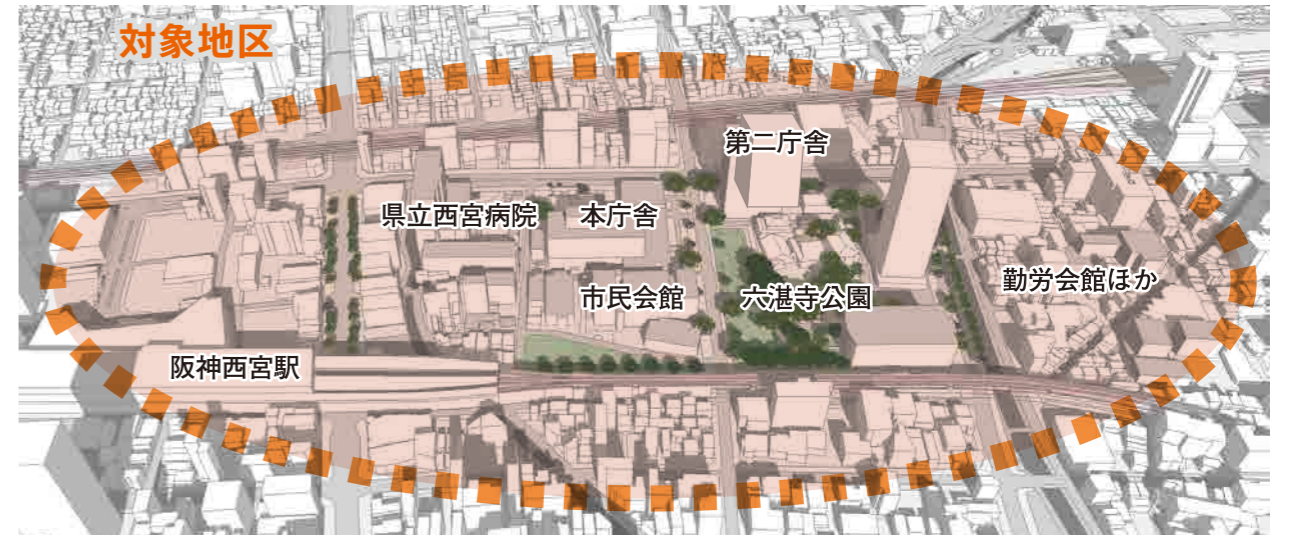 対象地区
第二庁舎
県立西宮病院
本庁舎
市民会館
六湛寺公園
勤労会館ほか
阪神西宮駅